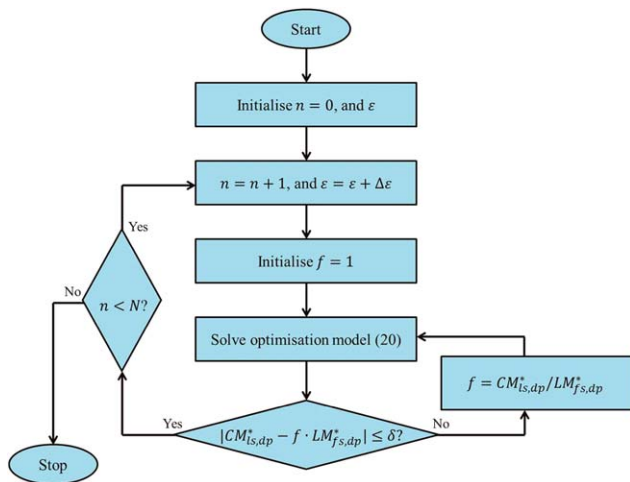 Start
Initialise n = 0, and ε
n = n + 1, and ε = ε + Δε
Yes
Initialise f = 1
No
n < N?
Solve optimisation model (20)
f = CM*ls,dp/LM*fs,dp
Yes
|CM*ls,dp − f · LM*fs,dp| ≤ δ?
No
Stop